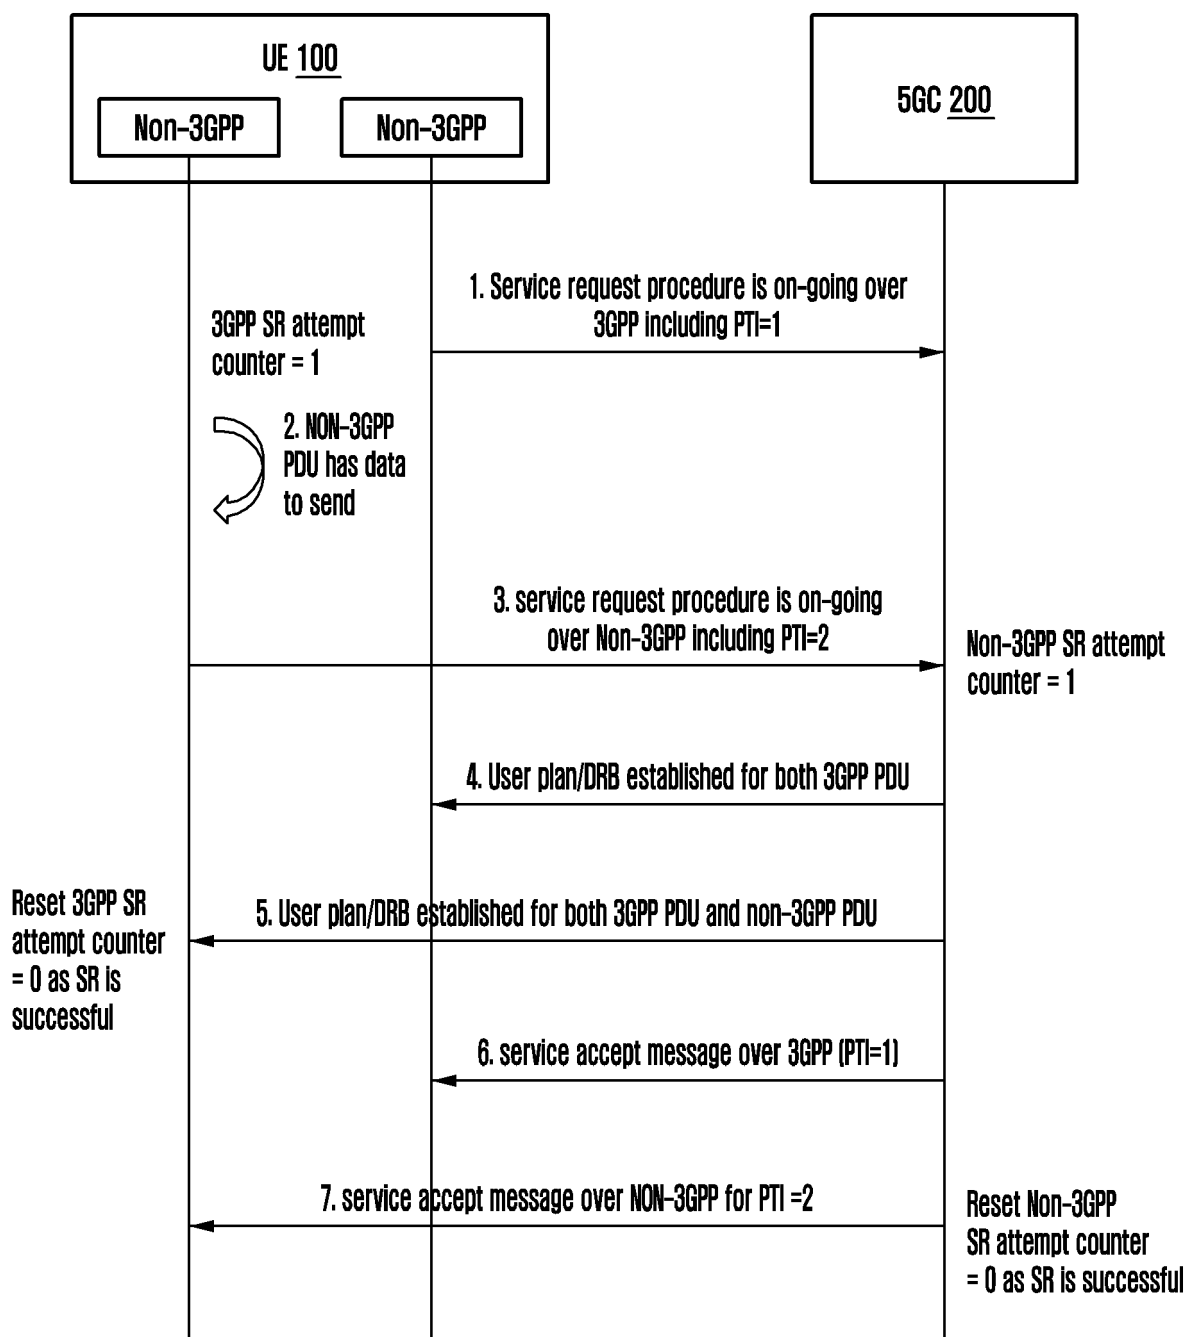 UE 100
Non-3GPP
Non-3GPP
5GC 200
1. Service request procedure is on-going over
3GPP including PTI=1
3GPP SR attempt
counter = 1
2. NON-3GPP
PDU has data
to send
3. service request procedure is on-going
over Non-3GPP including PTI=2
Non-3GPP SR attempt
counter = 1
4. User plan/DRB established for both 3GPP PDU
Reset 3GPP SR
attempt counter
= 0 as SR is
successful
5. User plan/DRB established for both 3GPP PDU and non-3GPP PDU
6. service accept message over 3GPP (PTI=1)
7. service accept message over NON-3GPP for PTI =2
Reset Non-3GPP
SR attempt counter
= 0 as SR is successful